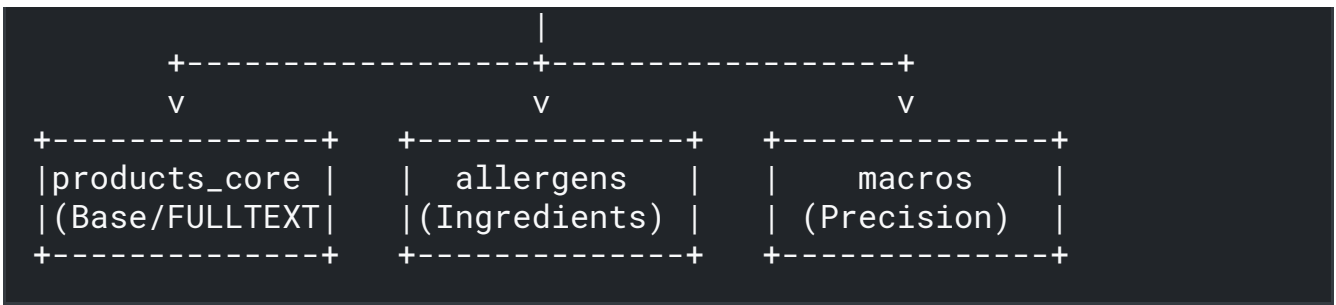 |
        +------------------+------------------+
        v                  v                  v
 +--------------+   +--------------+   +--------------+
 |products_core |   |  allergens   |   |    macros    |
 |(Base/FULLTEXT|   |(Ingredients) |   | (Precision)  |
 +--------------+   +--------------+   +--------------+